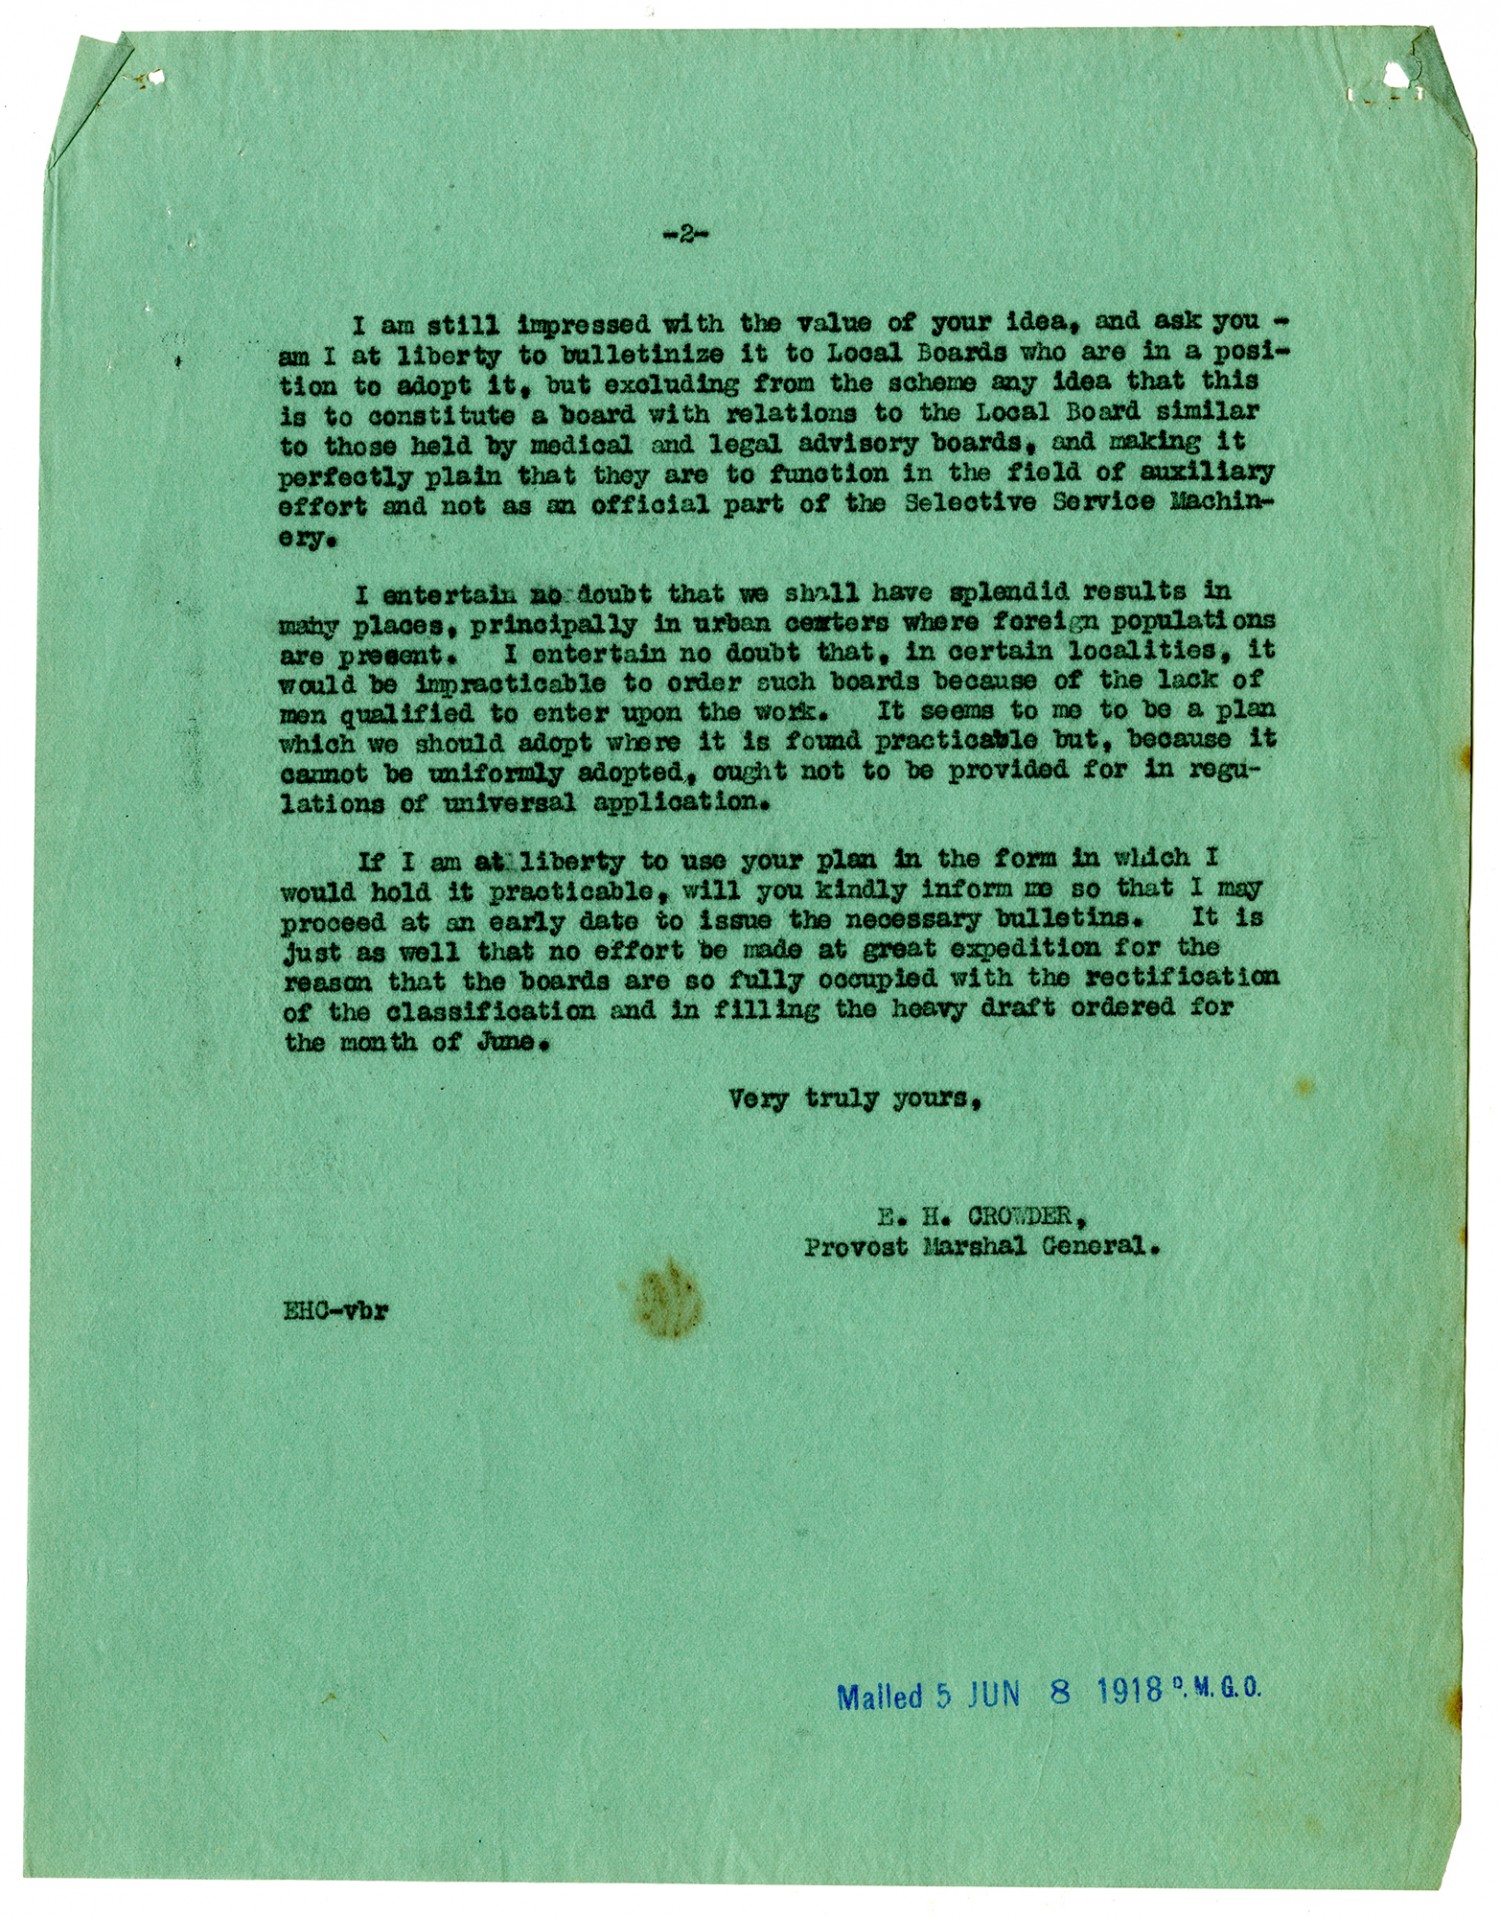 -2-
I am still impressed with the value of your idea, and ask you -
am I at liberty to bulletinize it to Local Boards who are in a posi-
tion to adopt it, but excluding from the scheme any idea that this
is to constitute a board with relations to the Local Board similar
to those held by medical and legal advisory boards, and making it
perfectly plain that they are to function in the field of auxiliary
effort and not as an official part of the Selective Service Machin-
ery.
I entertain no doubt that we shall have splendid results in
many places, principally in urban centers where foreign populations
are present. I entertain no doubt that, in certain localities, it
would be impracticable to order such boards because of the lack of
men qualified to enter upon the work. It seems to me to be a plan
which we should adopt where it is found practicable but, because it
cannot be uniformly adopted, ought not to be provided for in regu-
lations of universal application.
If I am at liberty to use your plan in the form in which I
would hold it practicable, will you kindly inform me so that I may
proceed at an early date to issue the necessary bulletins. It is
just as well that no effort be made at great expedition for the
reason that the boards are so fully occupied with the rectification
of the classification and in filling the heavy draft ordered for
the month of June.
Very truly yours,
E. H. CROWDER,
Provost Marshal General.
EHC-vbr
Mailed 5 JUN 8 1918 P.M.G.O.